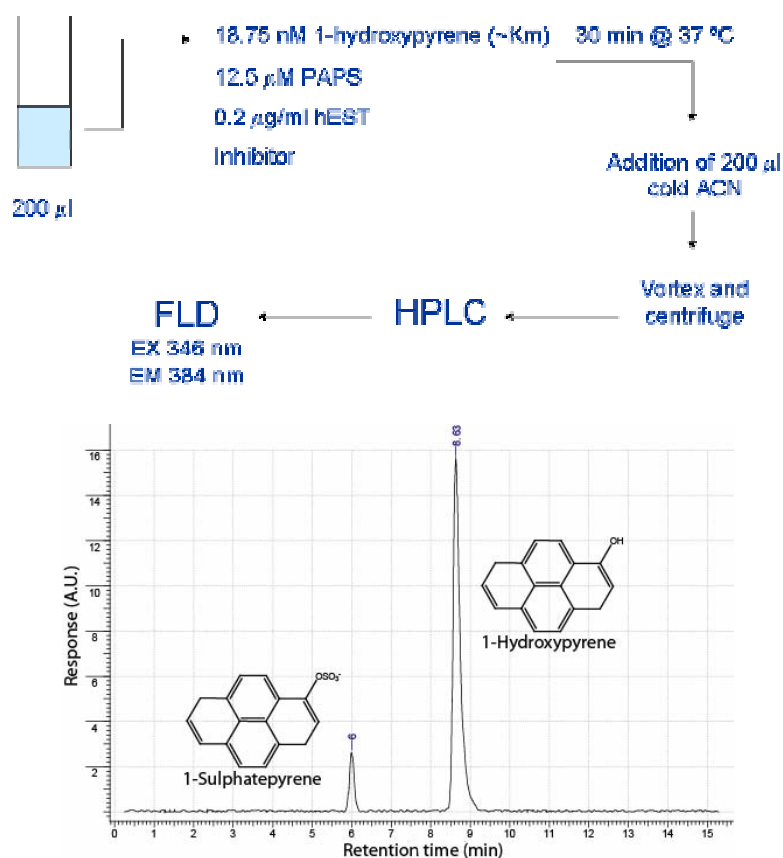 18.75 nM 1-hydroxypyrene (~Km) 30 min @ 37 ºC
12.5 µM PAPS
0.2 µg/ml hEST
Inhibitor
200 µl
Addition of 200 µl
cold ACN
Vortex and
centrifuge
HPLC
FLD
EX 346 nm
EM 384 nm
Response (A.U.)
16
14
12
10
8
6
4
2
8.63
OH
1-Hydroxypyrene
OSO₃⁻
1-Sulphatepyrene
6
0 1 2 3 4 5 6 7 8 9 10 11 12 13 14 15
Retention time (min)